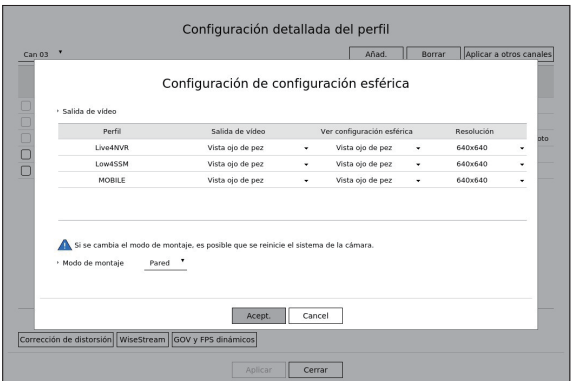 Configuración detallada del perfil
Can 03
Añad. Borrar Aplicar a otros canales
Configuración de configuración esférica
Salida de vídeo
Perfil Salida de vídeo Ver configuración esférica Resolución
Live4NVR Vista ojo de pez Vista ojo de pez 640x640
Low4SSM Vista ojo de pez Vista ojo de pez 640x640
MOBILE Vista ojo de pez Vista ojo de pez 640x640
Si se cambia el modo de montaje, es posible que se reinicie el sistema de la cámara.
Modo de montaje Pared
Acept. Cancel
Corrección de distorsión WiseStream GOV y FPS dinámicos
Aplicar Cerrar